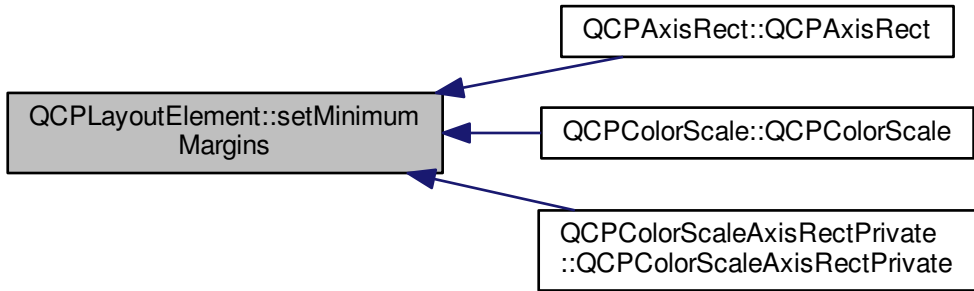 QCPAxisRect::QCPAxisRect
QCPLayoutElement::setMinimum
Margins
QCPColorScale::QCPColorScale
QCPColorScaleAxisRectPrivate
::QCPColorScaleAxisRectPrivate